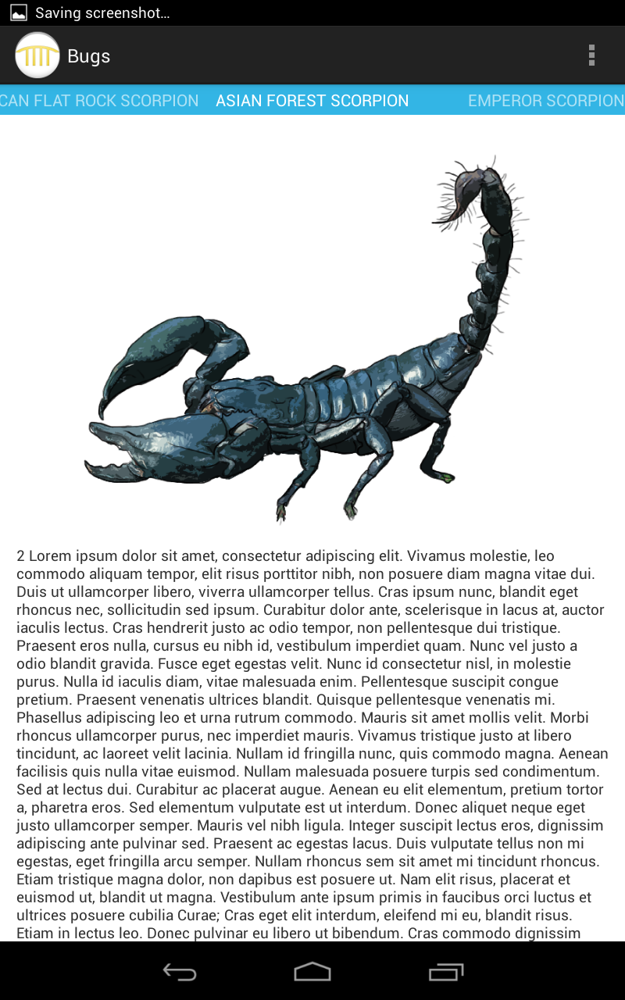 Saving screenshot...
Bugs
CAN FLAT ROCK SCORPION ASIAN FOREST SCORPION EMPEROR SCORPION
2 Lorem ipsum dolor sit amet, consectetur adipiscing elit. Vivamus molestie, leo
commodo aliquam tempor, elit risus porttitor nibh, non posuere diam magna vitae dui.
Duis ut ullamcorper libero, viverra ullamcorper tellus. Cras ipsum nunc, blandit eget
rhoncus nec, sollicitudin sed ipsum. Curabitur dolor ante, scelerisque in lacus at, auctor
iaculis lectus. Cras hendrerit justo ac odio tempor, non pellentesque dui tristique.
Praesent eros nulla, cursus eu nibh id, vestibulum imperdiet quam. Nunc vel justo a
odio blandit gravida. Fusce eget egestas velit. Nunc id consectetur nisl, in molestie
purus. Nulla id iaculis diam, vitae malesuada enim. Pellentesque suscipit congue
pretium. Praesent venenatis ultrices blandit. Quisque pellentesque venenatis mi.
Phasellus adipiscing leo et urna rutrum commodo. Mauris sit amet mollis velit. Morbi
rhoncus ullamcorper purus, nec imperdiet mauris. Vivamus tristique justo at libero
tincidunt, ac laoreet velit lacinia. Nullam id fringilla nunc, quis commodo magna. Aenean
facilisis quis nulla vitae euismod. Nullam malesuada posuere turpis sed condimentum.
Sed at lectus dui. Curabitur ac placerat augue. Aenean eu elit elementum, pretium tortor
a, pharetra eros. Sed elementum vulputate est ut interdum. Donec aliquet neque eget
justo ullamcorper semper. Mauris vel nibh ligula. Integer suscipit lectus eros, dignissim
adipiscing ante pulvinar sed. Praesent ac egestas lacus. Duis vulputate tellus non mi
egestas, eget fringilla arcu semper. Nullam rhoncus sem sit amet mi tincidunt rhoncus.
Etiam tristique magna dolor, non dapibus est posuere ut. Nam elit risus, placerat et
euismod ut, blandit ut magna. Vestibulum ante ipsum primis in faucibus orci luctus et
ultrices posuere cubilia Curae; Cras eget elit interdum, eleifend mi eu, blandit risus.
Etiam in lectus leo. Donec pulvinar eu libero ut bibendum. Cras commodo dignissim